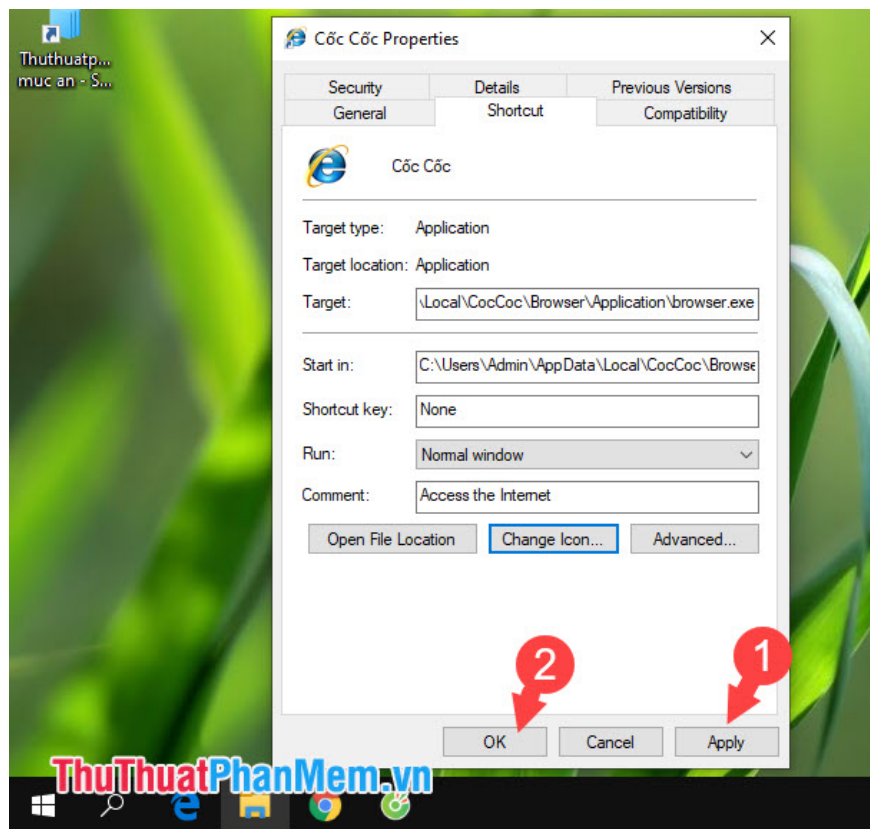 Thuthuatp...
muc an - S...
Cốc Cốc Properties
Security Details Previous Versions
General Shortcut Compatibility
Cốc Cốc
Target type: Application
Target location: Application
Target: \Local\CocCoc\Browser\Application\browser.exe
Start in: C:\Users\Admin\AppData\Local\CocCoc\Browse
Shortcut key: None
Run: Normal window
Comment: Access the Internet
Open File Location Change Icon... Advanced...
2 1
OK Cancel Apply
ThuThuatPhanMem.vn